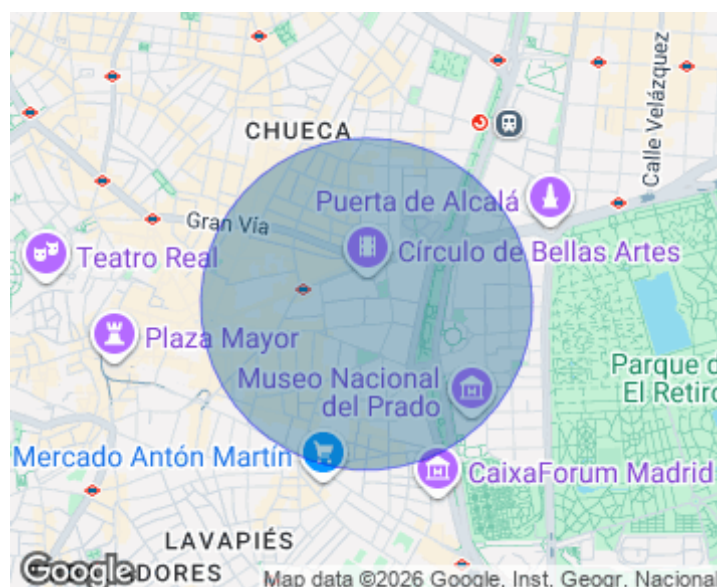 Calle Velázquez
CHUECA
Puerta de Alcalá
Gran Vía
Teatro Real
Círculo de Bellas Artes
Plaza Mayor
Museo Nacional
del Prado
Parque d
El Retiro
Mercado Antón Martín
CaixaForum Madrid
LAVAPIÉS
Google
DORES
Map data ©2026 Google, Inst. Geogr. Nacional